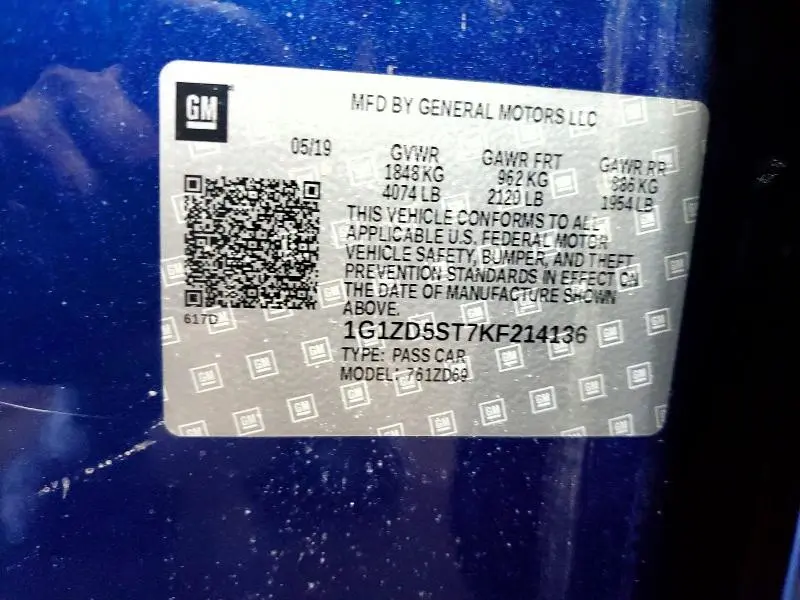 GM
MFD BY GENERAL MOTORS LLC
05/19
GVWR GAWR FRT GAWR RR
1848 KG 962 KG 886 KG
4074 LB 2120 LB 1954 LB
THIS VEHICLE CONFORMS TO ALL
APPLICABLE U.S. FEDERAL MOTOR
VEHICLE SAFETY, BUMPER, AND THEFT
PREVENTION STANDARDS IN EFFECT ON
THE DATE OF MANUFACTURE SHOWN
ABOVE.
617D
1G1ZD5ST7KF214136
TYPE: PASS CAR
MODEL: 761ZD69